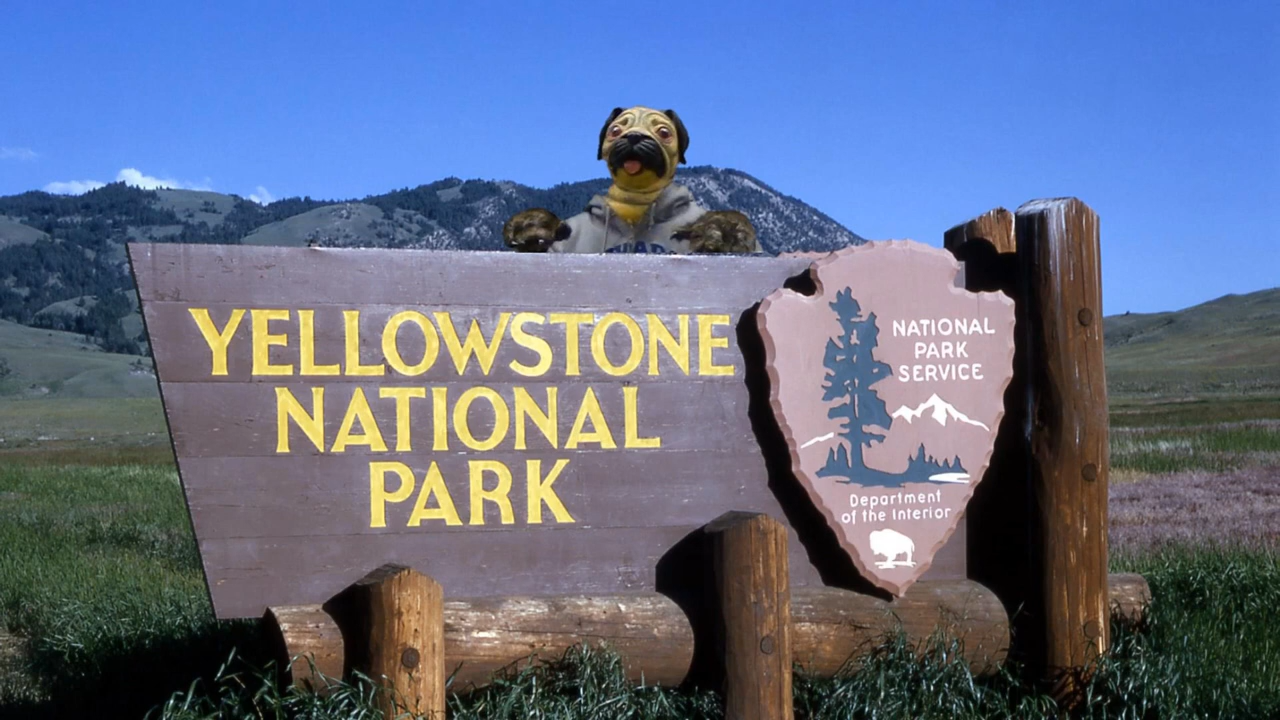 YELLOWSTONE
NATIONAL
PARK
NATIONAL
PARK
SERVICE
Department
of the Interior